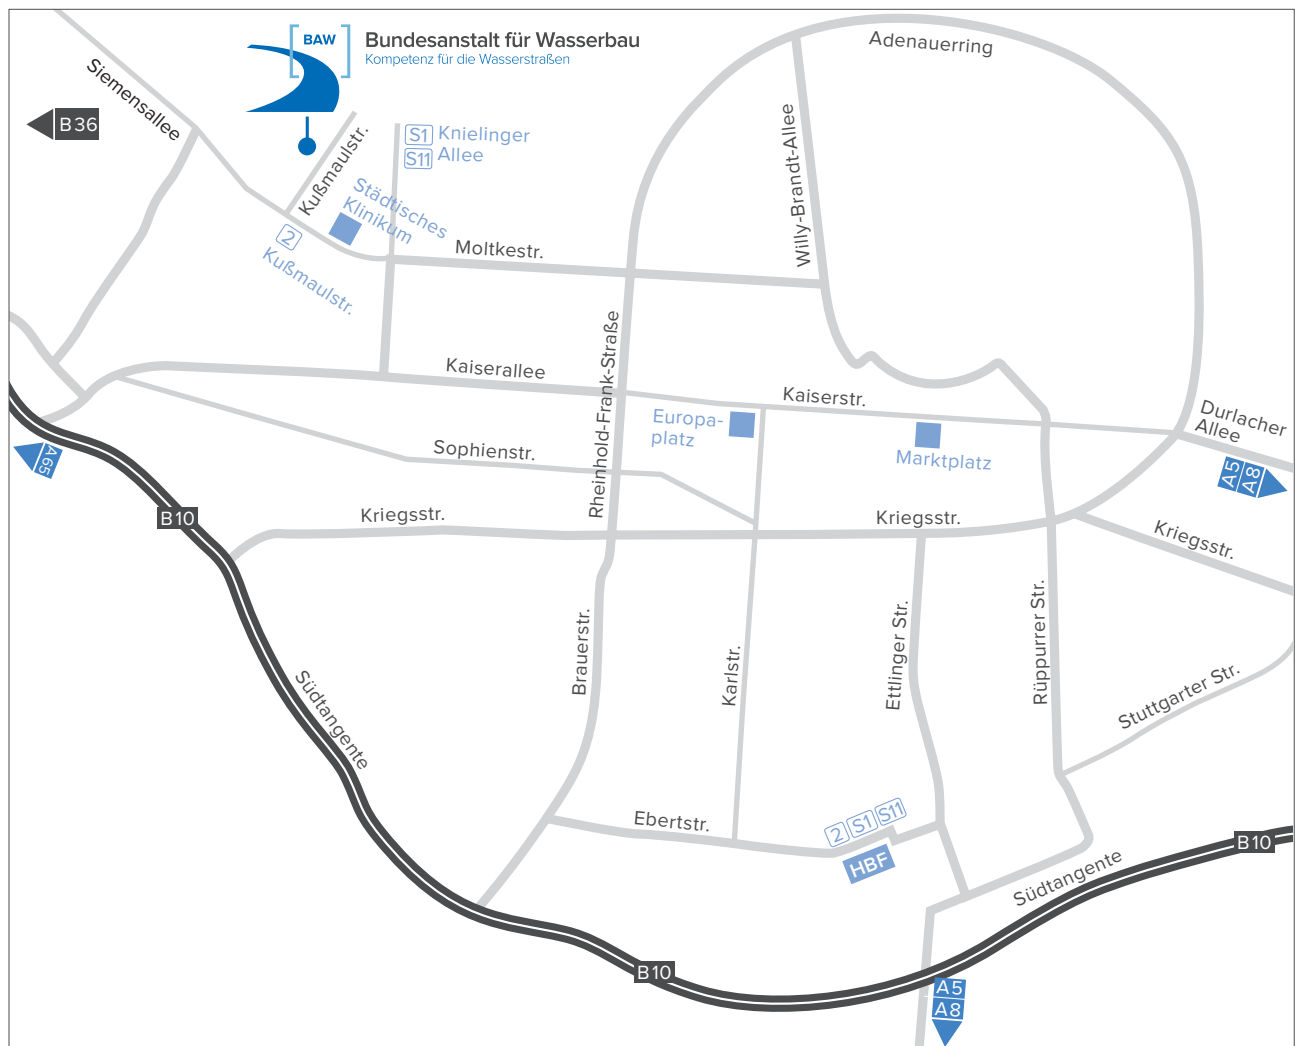 BAW
Bundesanstalt für Wasserbau
Kompetenz für die Wasserstraßen
Adenauerring
Siemensallee
B36
S1 Knielinger
S11 Allee
Kußmaulstr.
Städtisches
Klinikum
2
Kußmaulstr.
Moltkestr.
Willy-Brandt-Allee
Rheinhold-Frank-Straße
Kaiserallee
Kaiserstr.
Europa-
platz
Marktplatz
Durlacher
Allee
A5
A8
A65
Sophienstr.
B10
Kriegsstr.
Kriegsstr.
Kriegsstr.
Brauerstr.
Karlstr.
Ettlinger Str.
Rüppurrer Str.
Stuttgarter Str.
Südtangente
Ebertstr.
2 S1 S11
HBF
Südtangente
B10
B10
A5
A8